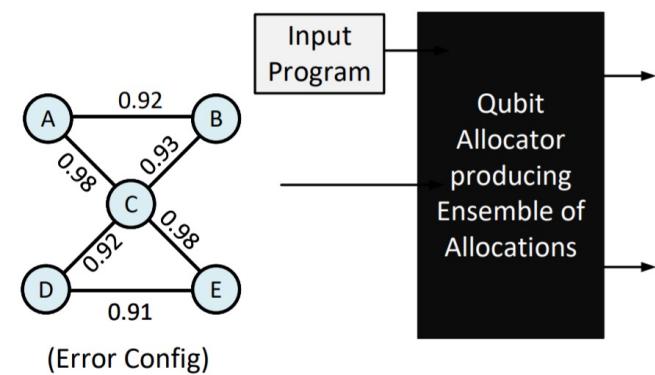 Input
Program
A
0.92
B
0.98
0.93
C
0.92
0.98
D
0.91
E
(Error Config)
Qubit
Allocator
producing
Ensemble of
Allocations